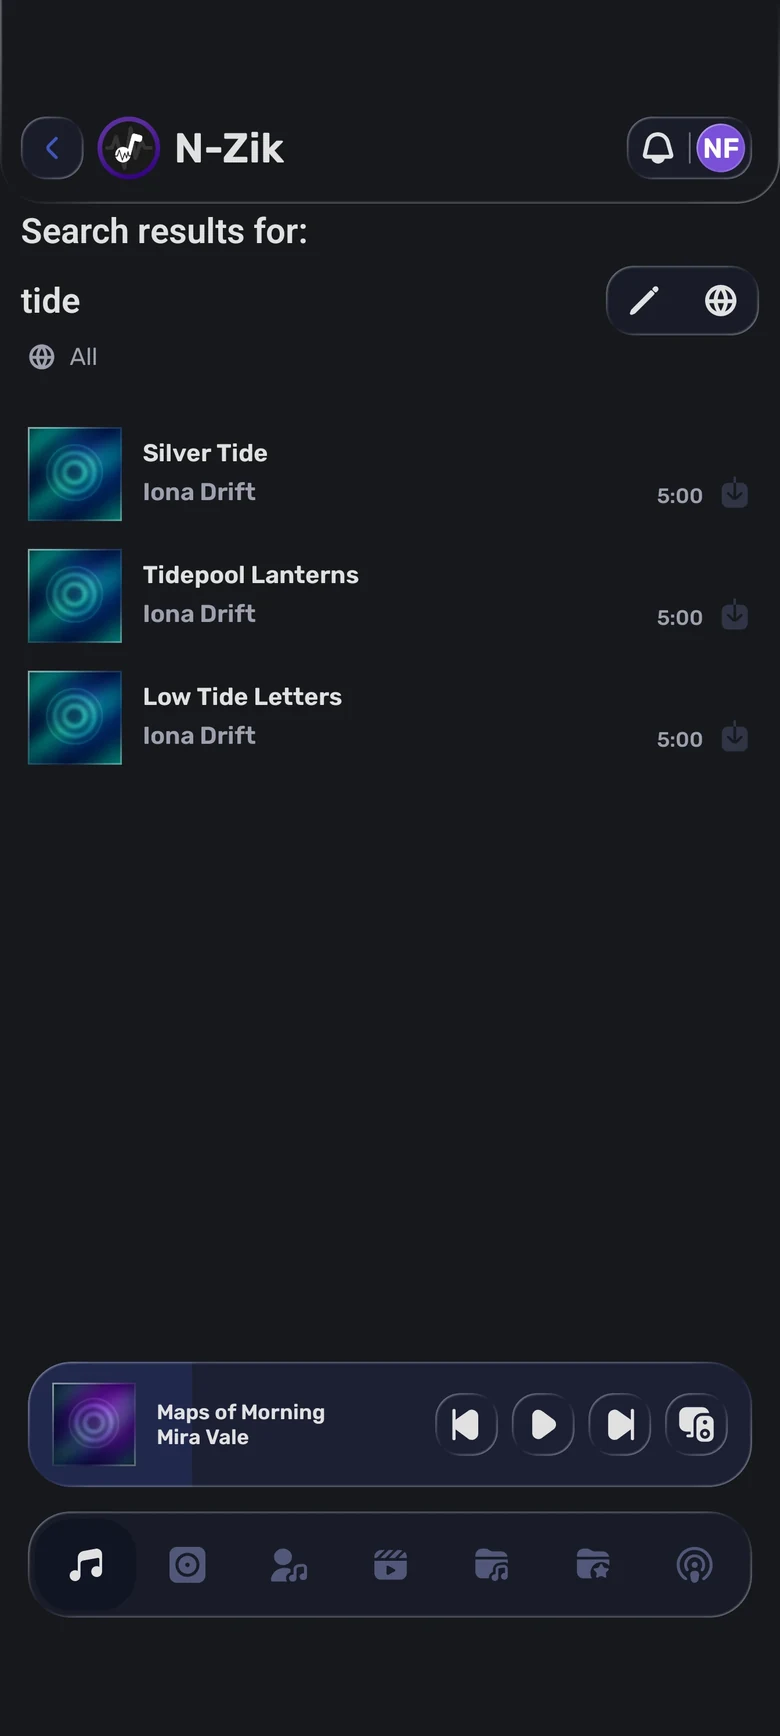 N-Zik
NF
Search results for:
tide
All
Silver Tide
Iona Drift
5:00
Tidepool Lanterns
Iona Drift
5:00
Low Tide Letters
Iona Drift
5:00
Maps of Morning
Mira Vale